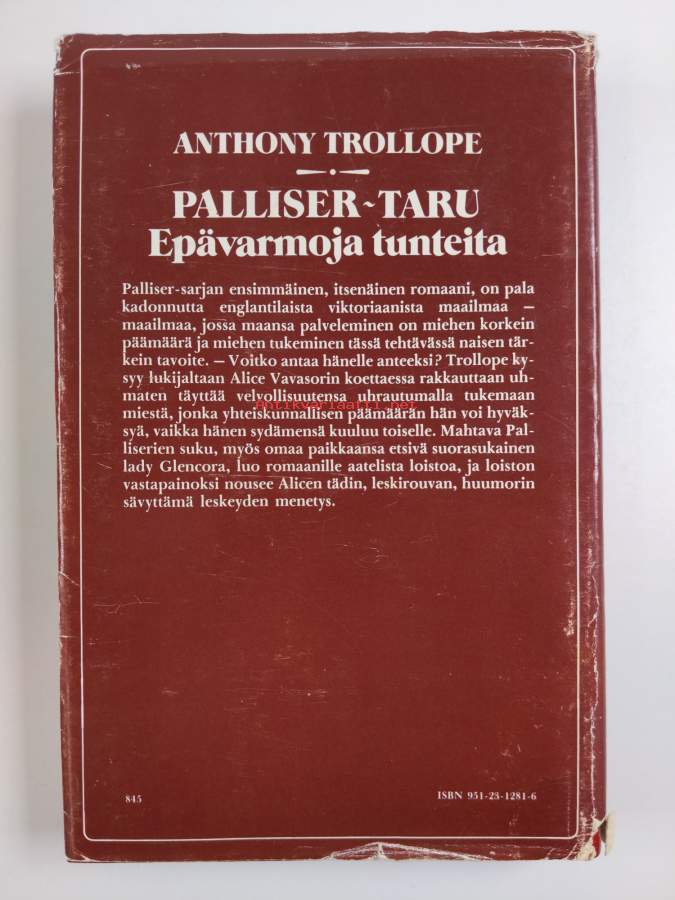 ANTHONY TROLLOPE
PALLISER~TARU
Epävarmoja tunteita
Palliser-sarjan ensimmäinen, itsenäinen romaani, on pala
kadonnutta englantilaista viktoriaanista maailmaa –
maailmaa, jossa maansa palveleminen on miehen korkein
päämäärä ja miehen tukeminen tässä tehtävässä naisen tär-
kein tavoite. – Voitko antaa hänelle anteeksi? Trollope ky-
syy lukijaltaan Alice Vavasorin koettaessa rakkauttaan uh-
maten täyttää velvollisuutensa uhrautumalla tukemaan
Antikvariaatti.net
miestä, jonka yhteiskunnallisen päämäärän hän voi hyväk-
syä, vaikka hänen sydämensä kuuluu toiselle. Mahtava Pal-
liserien suku, myös omaa paikkaansa etsivä suorasukainen
lady Glencora, luo romaanille aatelista loistoa, ja loiston
vastapainoksi nousee Alicen tädin, leskirouvan, huumorin
sävyttämä leskeyden menetys.
845
ISBN 951-23-1281-6